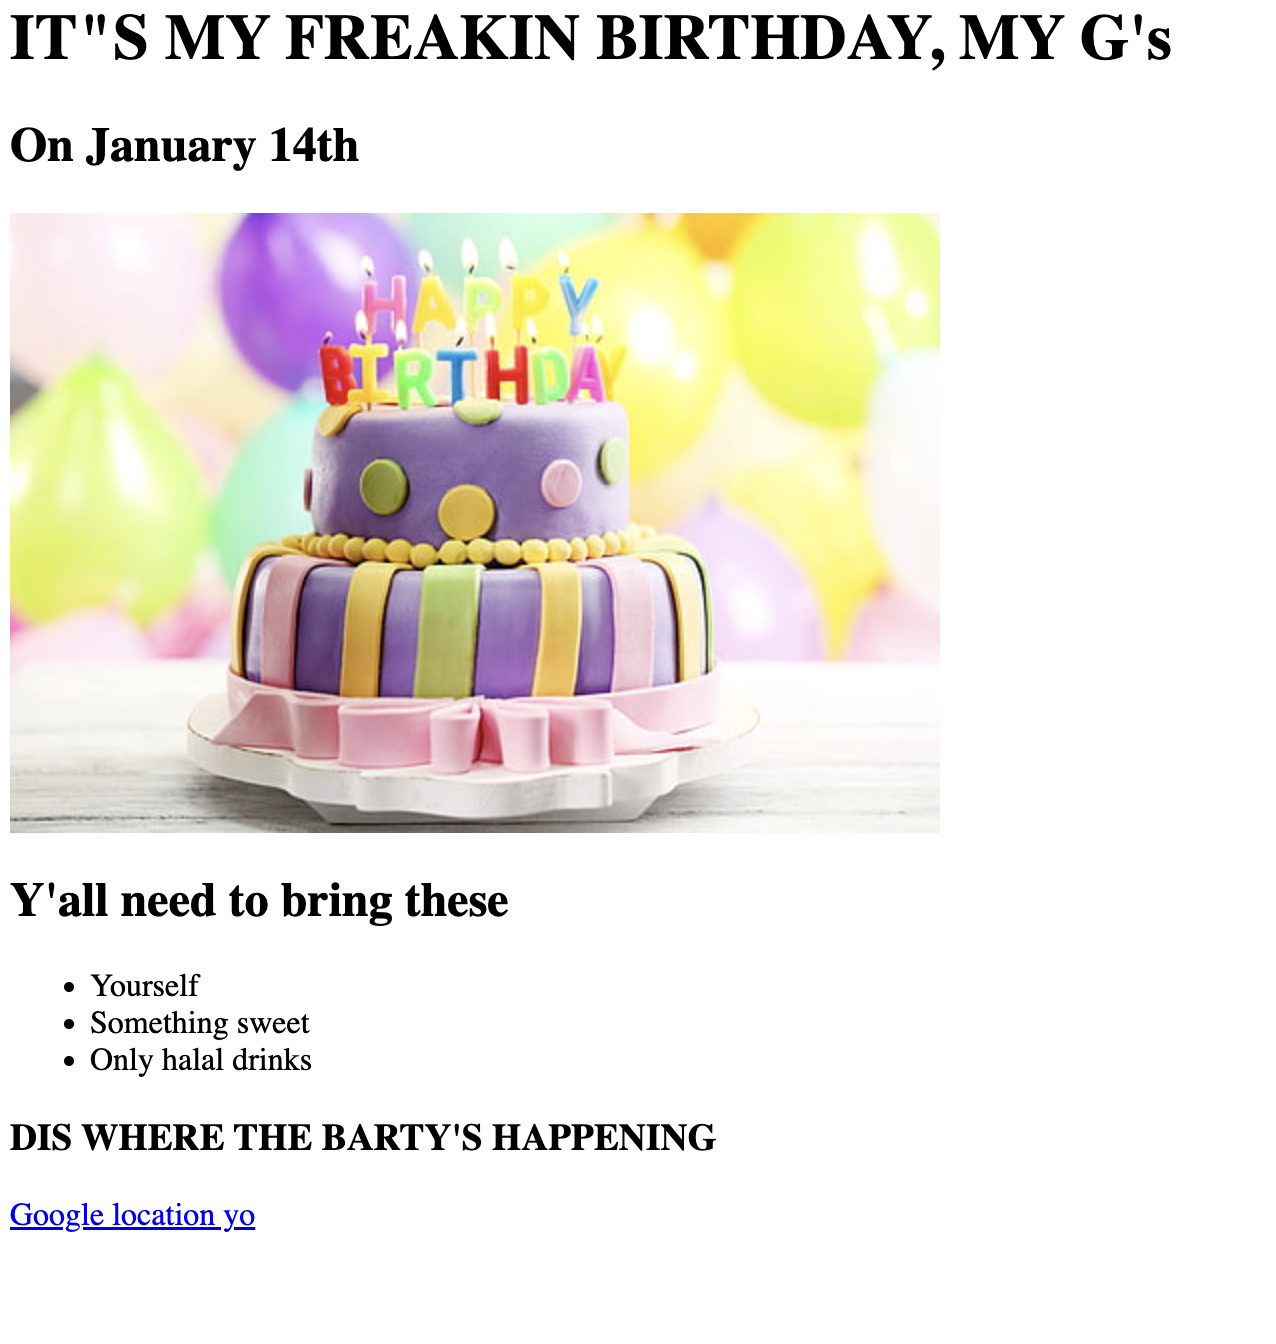 IT"S MY FREAKIN BIRTHDAY, MY G's
On January 14th
HAPPY
BIRTHDAY
Y'all need to bring these
Yourself
Something sweet
Only halal drinks
DIS WHERE THE BARTY'S HAPPENING
Google location yo